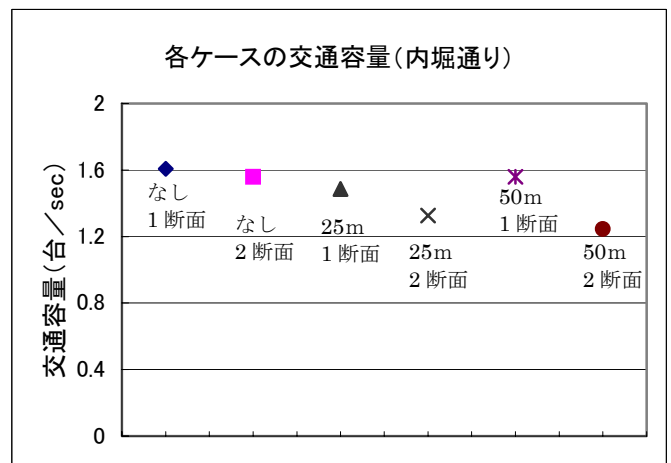 各ケースの交通容量(内堀通り)
交通容量(台／sec)
2
1.6
1.2
0.8
0.4
0
なし
1 断面
なし
2 断面
25m
1 断面
25m
2 断面
50m
1 断面
50m
2 断面